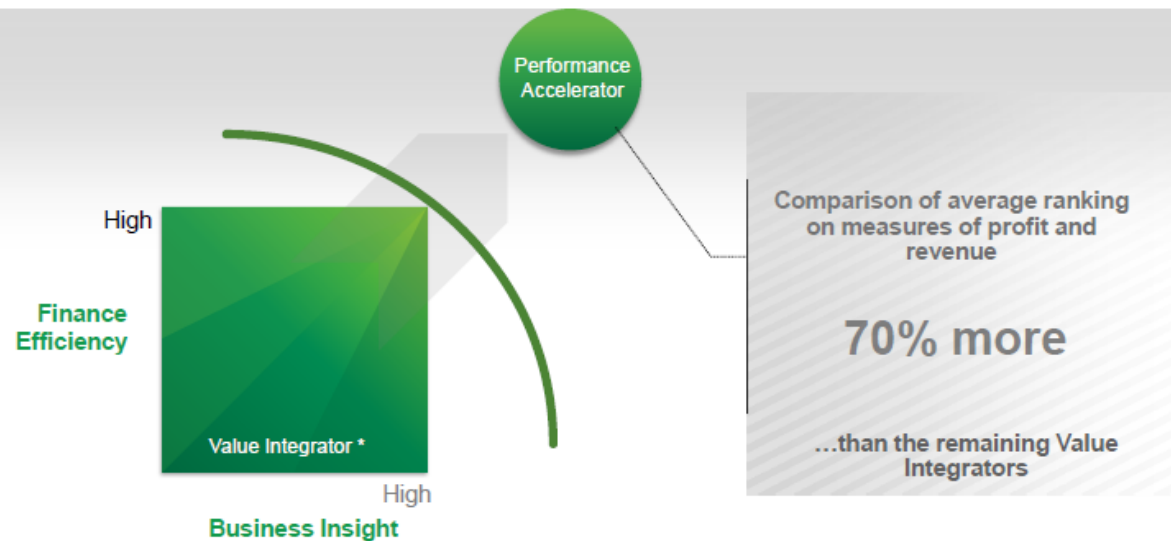 Performance
Accelerator
High
Finance
Efficiency
Value Integrator *
High
Business Insight
Comparison of average ranking
on measures of profit and
revenue
70% more
...than the remaining Value
Integrators